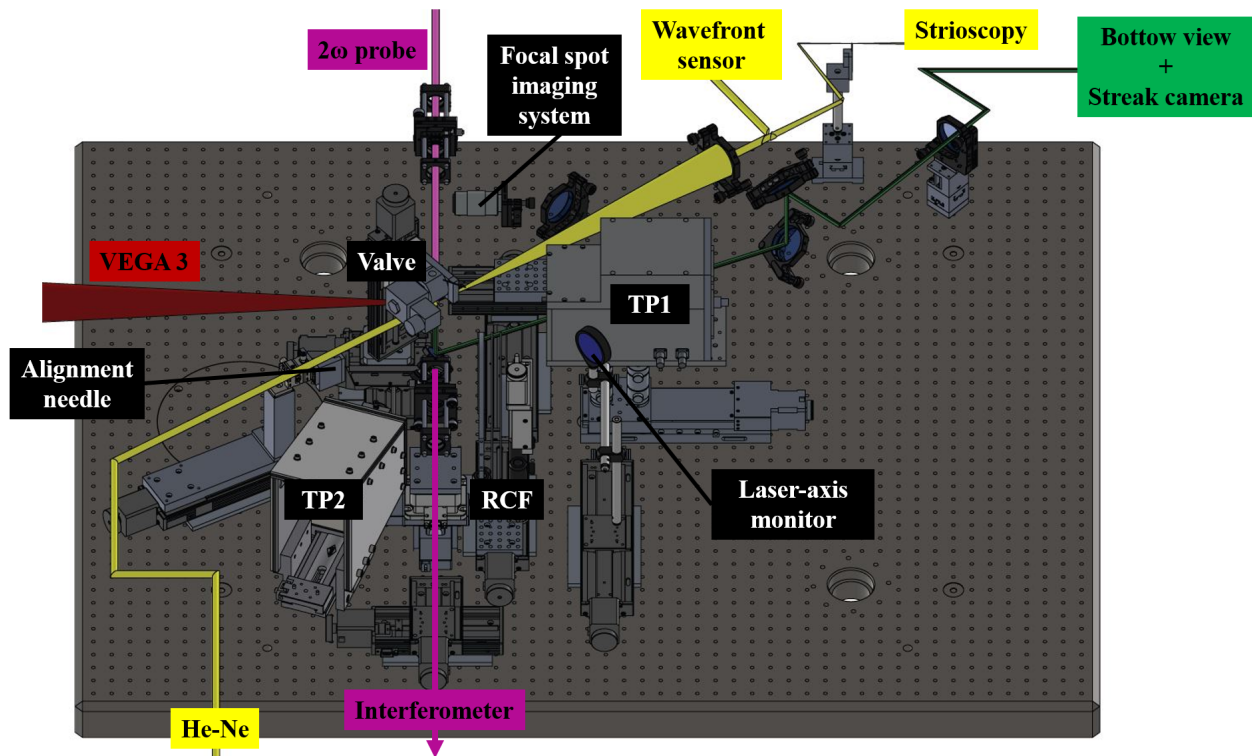 2ω probe
Focal spot
imaging
system
Wavefront
sensor
Strioscopy
Bottow view
+
Streak camera
VEGA 3
Valve
TP1
Alignment
needle
TP2
RCF
Laser-axis
monitor
He-Ne
Interferometer